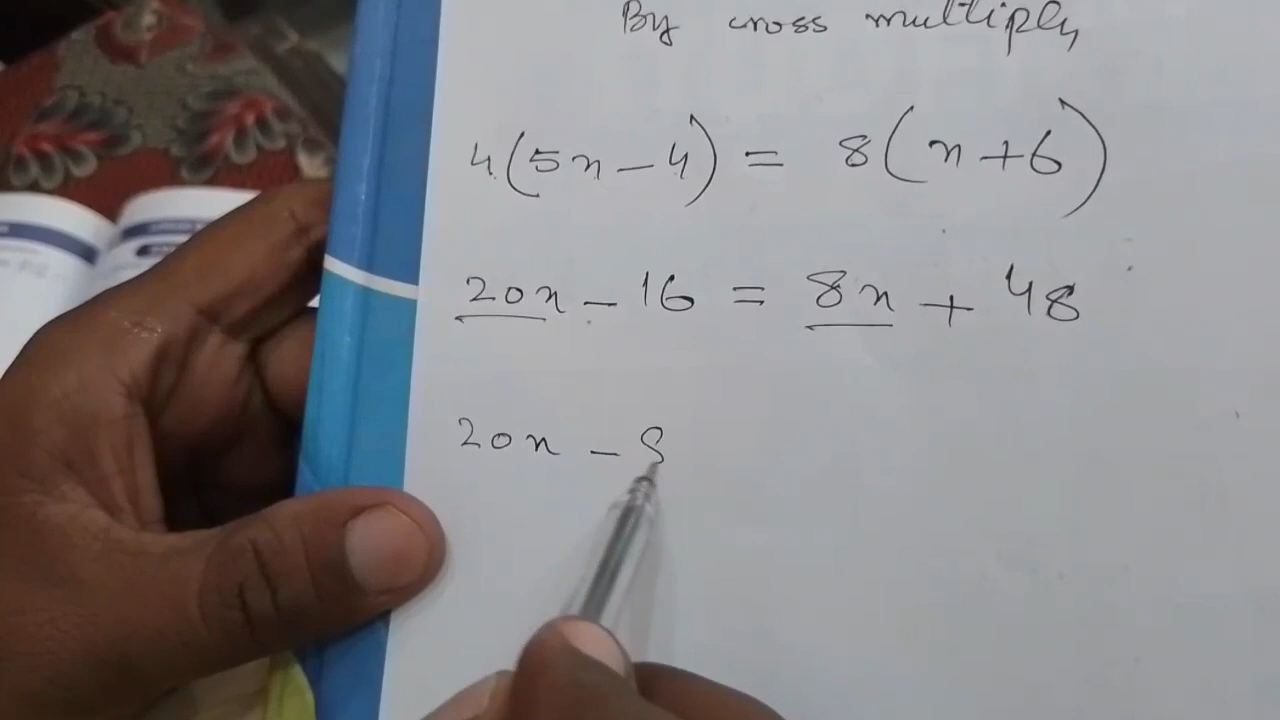 By cross multiply
4(5x-4) = 8(x+6)
20x - 16 = 8x + 48
20x - 8